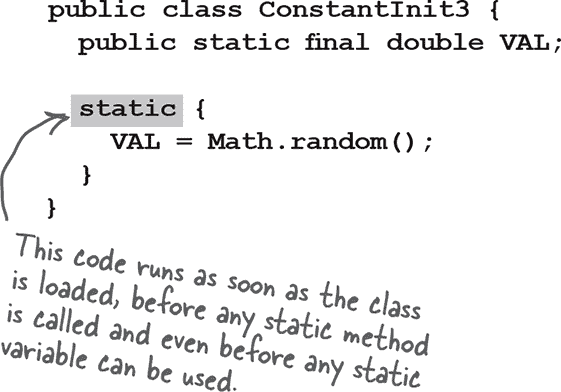 public class ConstantInit3 {
public static final double VAL;
static {
VAL = Math.random();
}
}
This code runs as soon as the class
is loaded, before any static method
is called and even before any static
variable can be used.